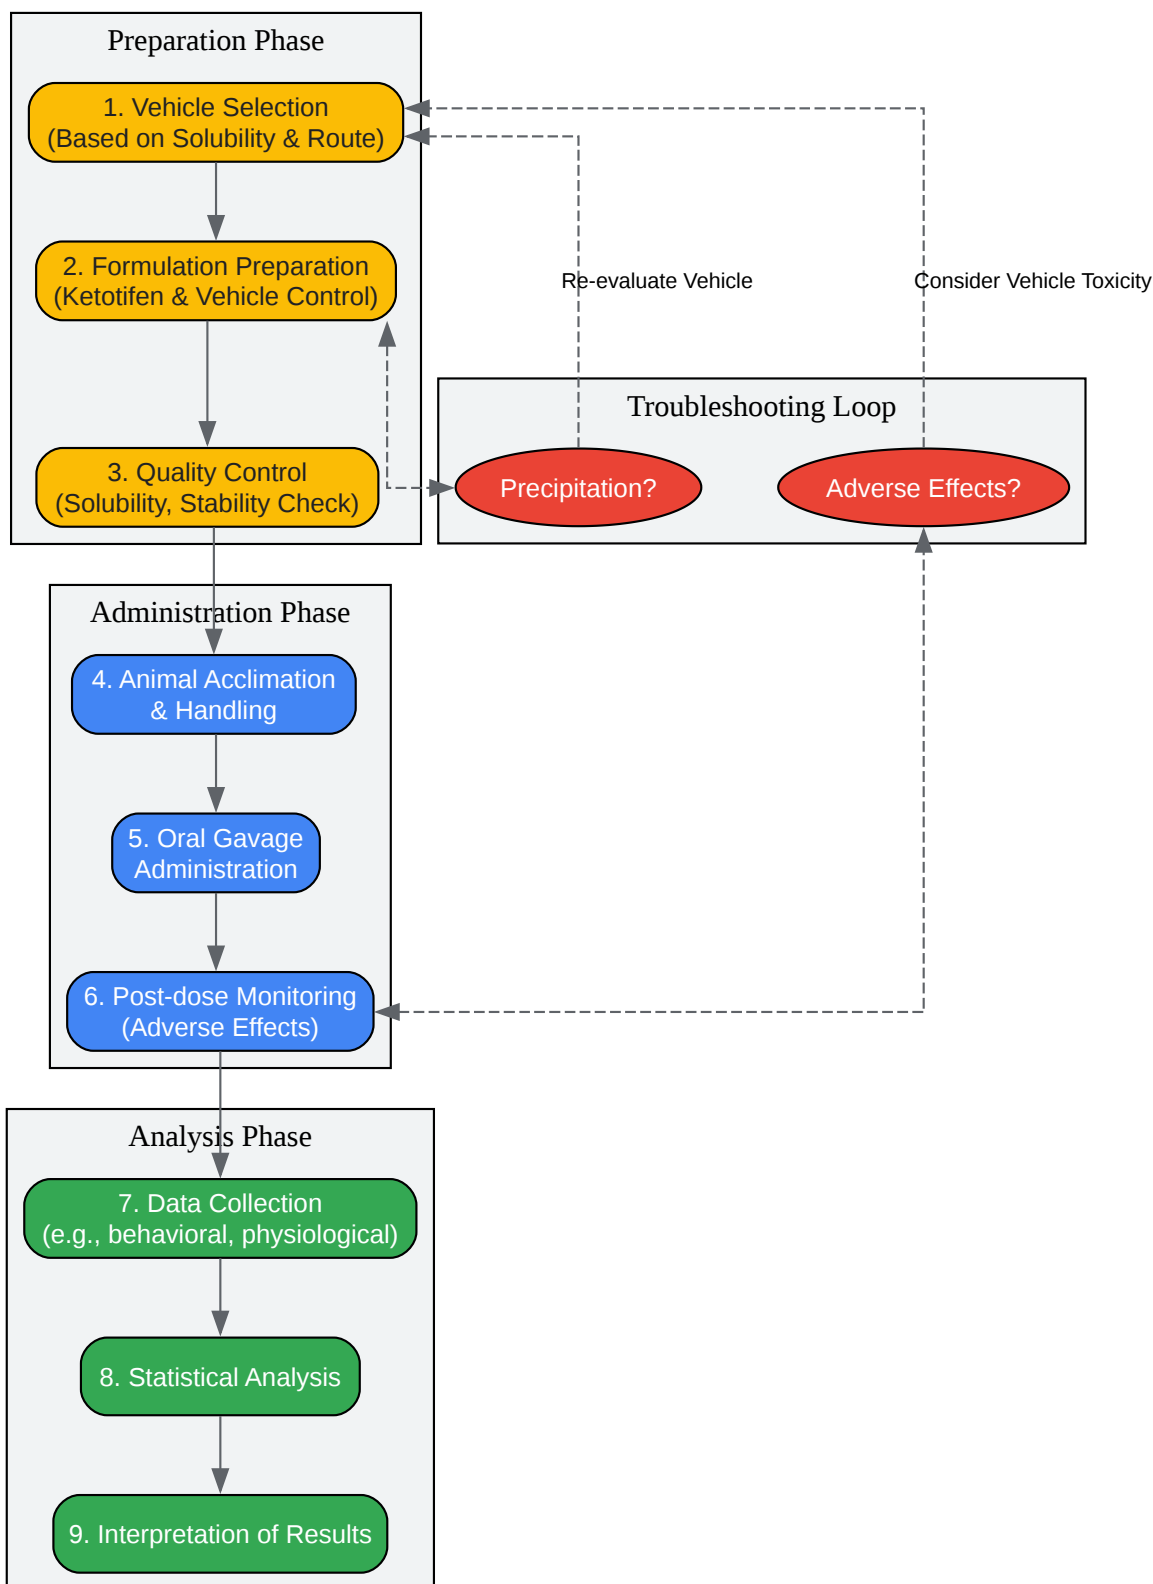 Preparation Phase
1. Vehicle Selection
(Based on Solubility & Route)
2. Formulation Preparation
(Ketotifen & Vehicle Control)
Re-evaluate Vehicle
Consider Vehicle Toxicity
3. Quality Control
(Solubility, Stability Check)
Troubleshooting Loop
Precipitation?
Adverse Effects?
Administration Phase
4. Animal Acclimation
& Handling
5. Oral Gavage
Administration
6. Post-dose Monitoring
(Adverse Effects)
Analysis Phase
7. Data Collection
(e.g., behavioral, physiological)
8. Statistical Analysis
9. Interpretation of Results